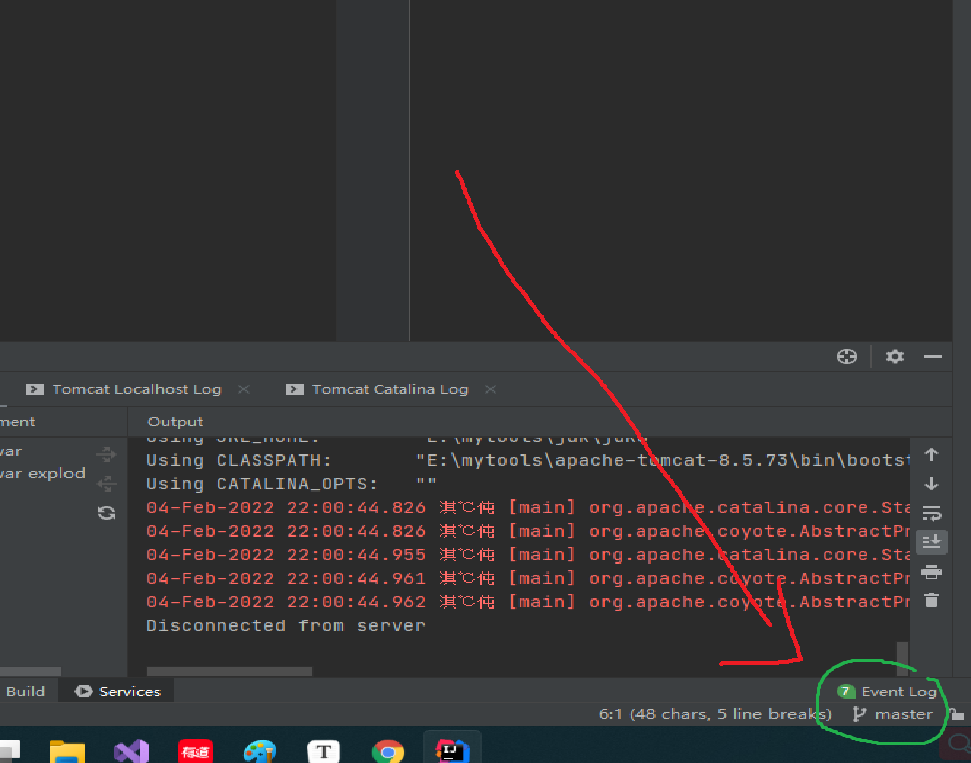 Tomcat Localhost Log
Tomcat Catalina Log
ment
Output
var
Using CLASSPATH: "E:\mytools\apache-tomcat-8.5.73\bin\bootst
var explod
Using CATALINA_OPTS: ""
04-Feb-2022 22:00:44.826 淇℃伅 [main] org.apache.catalina.core.Sta
04-Feb-2022 22:00:44.826 淇℃伅 [main] org.apache.coyote.AbstractPr
04-Feb-2022 22:00:44.955 淇℃伅 [main] org.apache.catalina.core.Sta
04-Feb-2022 22:00:44.961 淇℃伅 [main] org.apache.coyote.AbstractPr
04-Feb-2022 22:00:44.962 淇℃伅 [main] org.apache.coyote.AbstractPr
Disconnected from server
Build
Services
7 Event Log
6:1 (48 chars, 5 line breaks)
master
有道
T
IJ